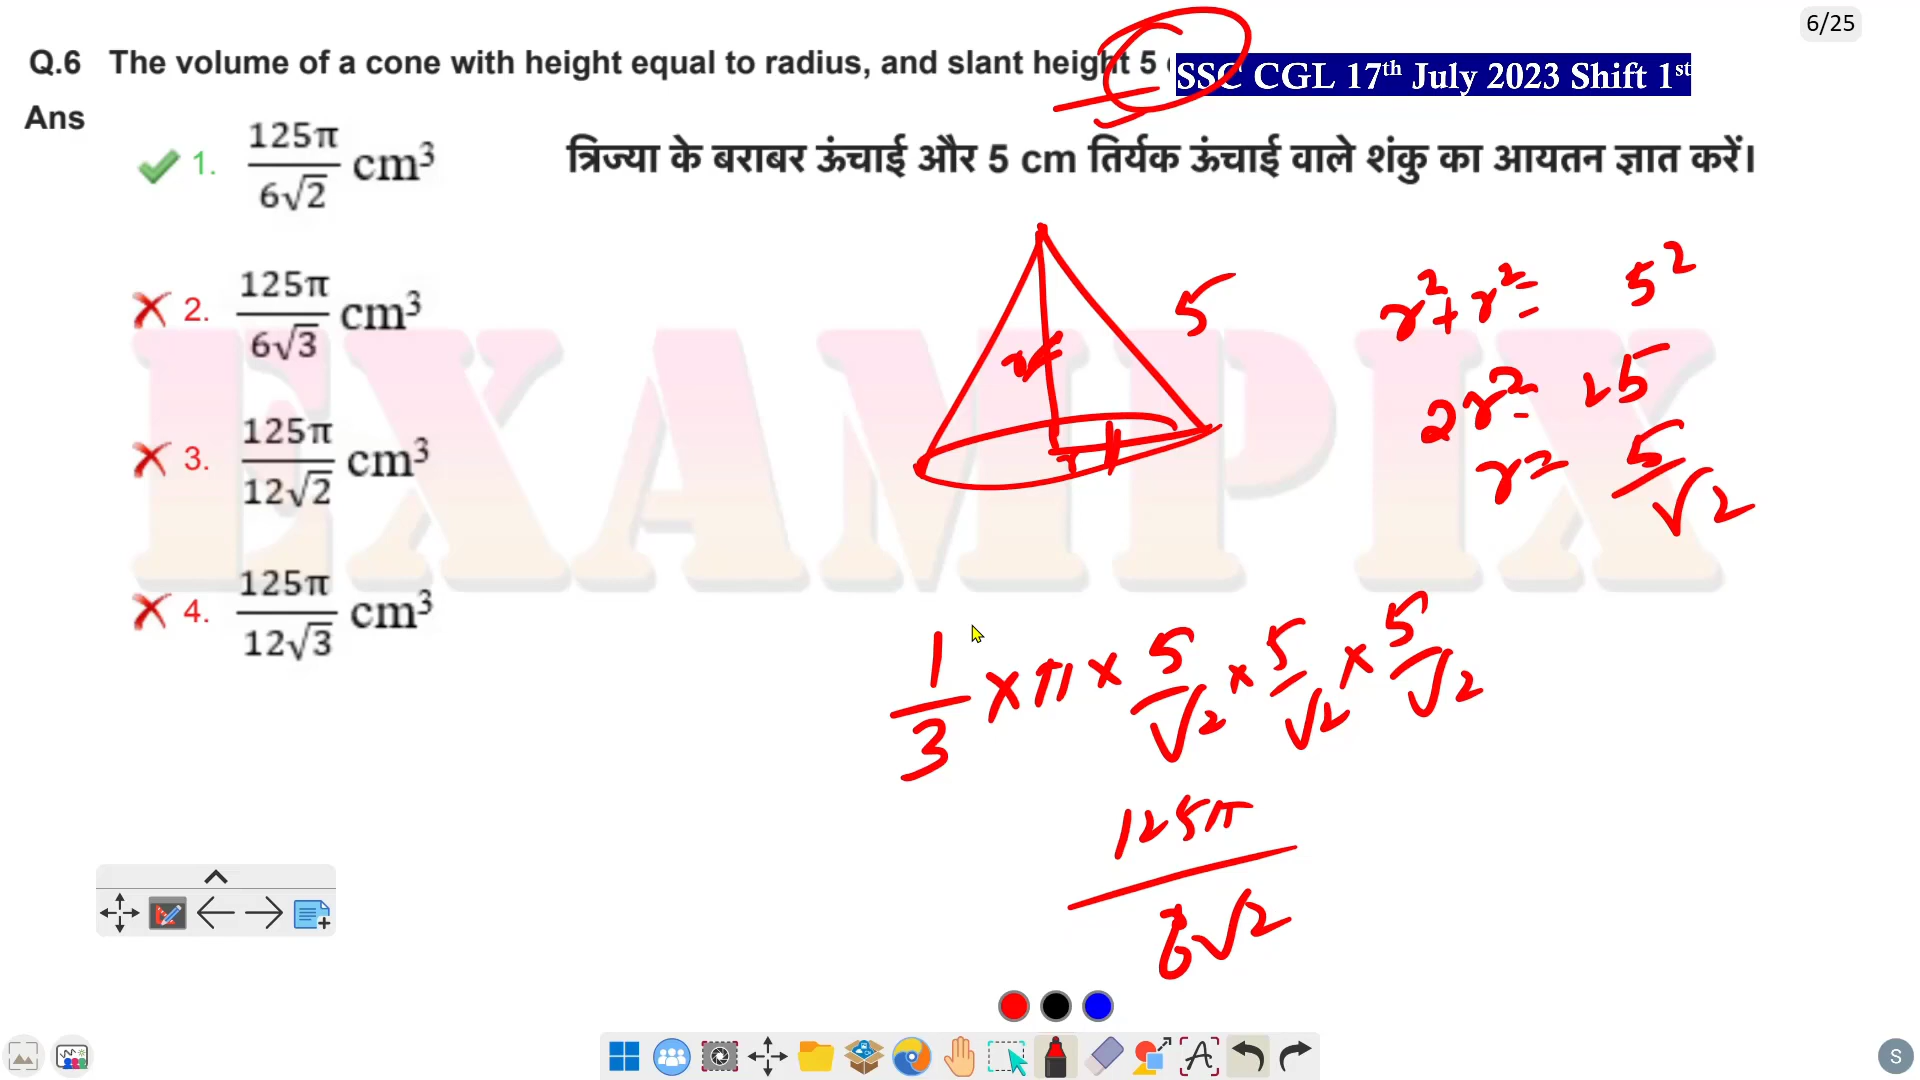 6/25
Q.6 The volume of a cone with height equal to radius, and slant height 5
SSC CGL 17th July 2023 Shift 1st
Ans
1. 125π/6√2 cm³
त्रिज्या के बराबर ऊंचाई और 5 cm तिर्यक ऊंचाई वाले शंकु का आयतन ज्ञात करें।
2. 125π/6√3 cm³
3. 125π/12√2 cm³
4. 125π/12√3 cm³
EXAMPIX
5
r
r
r²+r²= 5²
2r²= 25
r= 5/√2
1/3 × π × 5/√2 × 5/√2 × 5/√2
125π/6√2
S